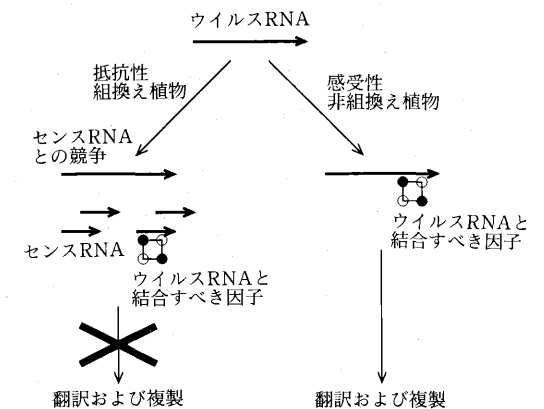 ウイルスRNA
抵抗性
組換え植物
感受性
非組換え植物
センスRNA
との競争
センスRNA
ウイルスRNAと
結合すべき因子
ウイルスRNAと
結合すべき因子
翻訳および複製
翻訳および複製